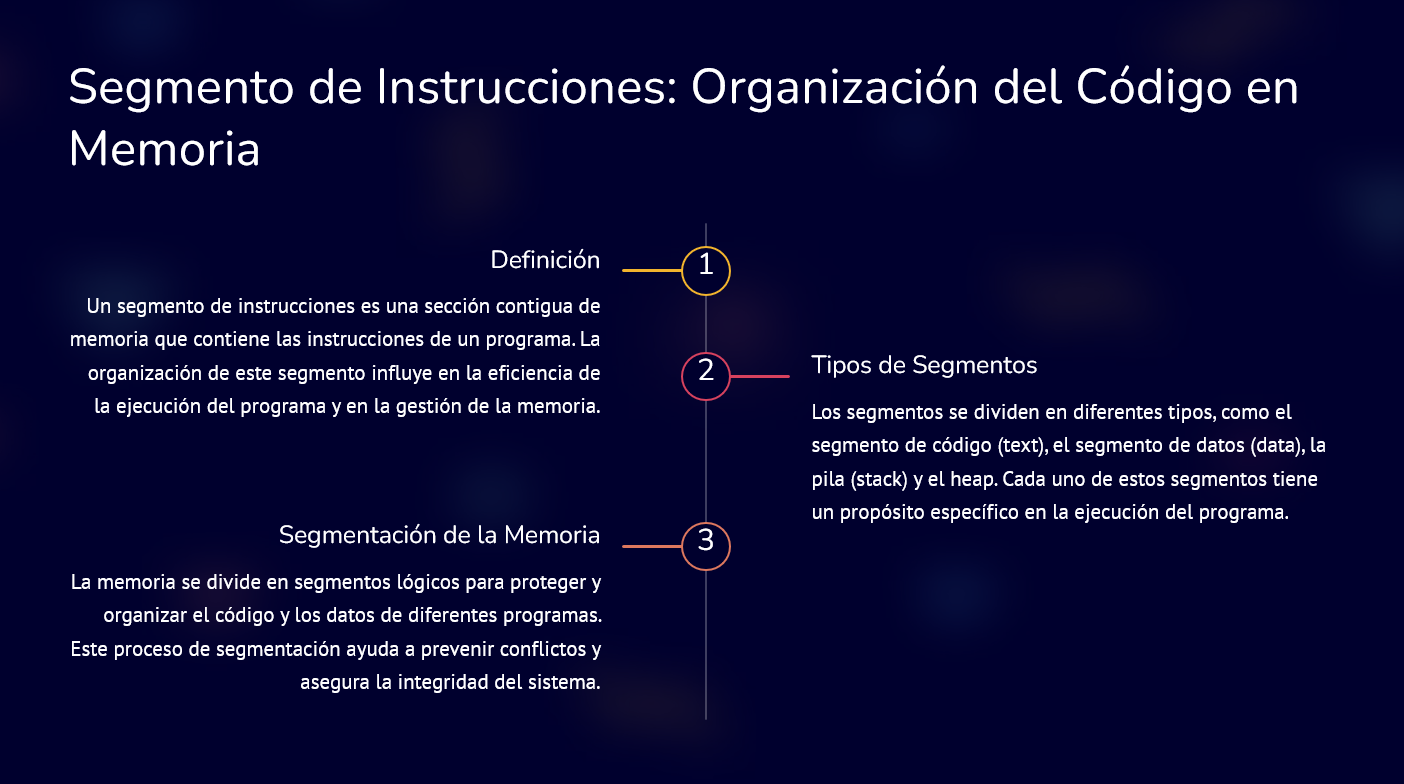 Segmento de Instrucciones: Organización del Código en
Memoria
1
Definición
Un segmento de instrucciones es una sección contigua de
memoria que contiene las instrucciones de un programa. La
organización de este segmento influye en la eficiencia de
la ejecución del programa y en la gestión de la memoria.
2
Tipos de Segmentos
Los segmentos se dividen en diferentes tipos, como el
segmento de código (text), el segmento de datos (data), la
pila (stack) y el heap. Cada uno de estos segmentos tiene
un propósito específico en la ejecución del programa.
3
Segmentación de la Memoria
La memoria se divide en segmentos lógicos para proteger y
organizar el código y los datos de diferentes programas.
Este proceso de segmentación ayuda a prevenir conflictos y
asegura la integridad del sistema.